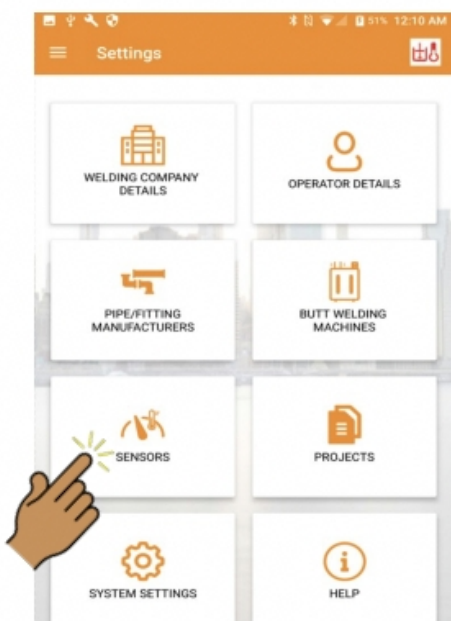 51% 12:10 AM
Settings
WELDING COMPANY
DETAILS
OPERATOR DETAILS
PIPE/FITTING
MANUFACTURERS
BUTT WELDING
MACHINES
SENSORS
PROJECTS
SYSTEM SETTINGS
HELP